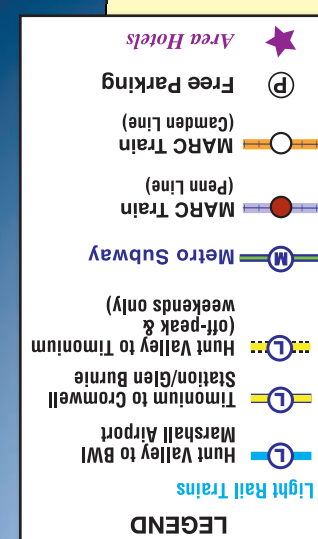 LEGEND
Light Rail Trains
L Hunt Valley to BWI
Marshall Airport
L Timonium to Cromwell
Station/Glen Burnie
L Hunt Valley to Timonium
(off-peak &
weekends only)
M Metro Subway
MARC Train
(Penn Line)
MARC Train
(Camden Line)
P Free Parking
Area Hotels